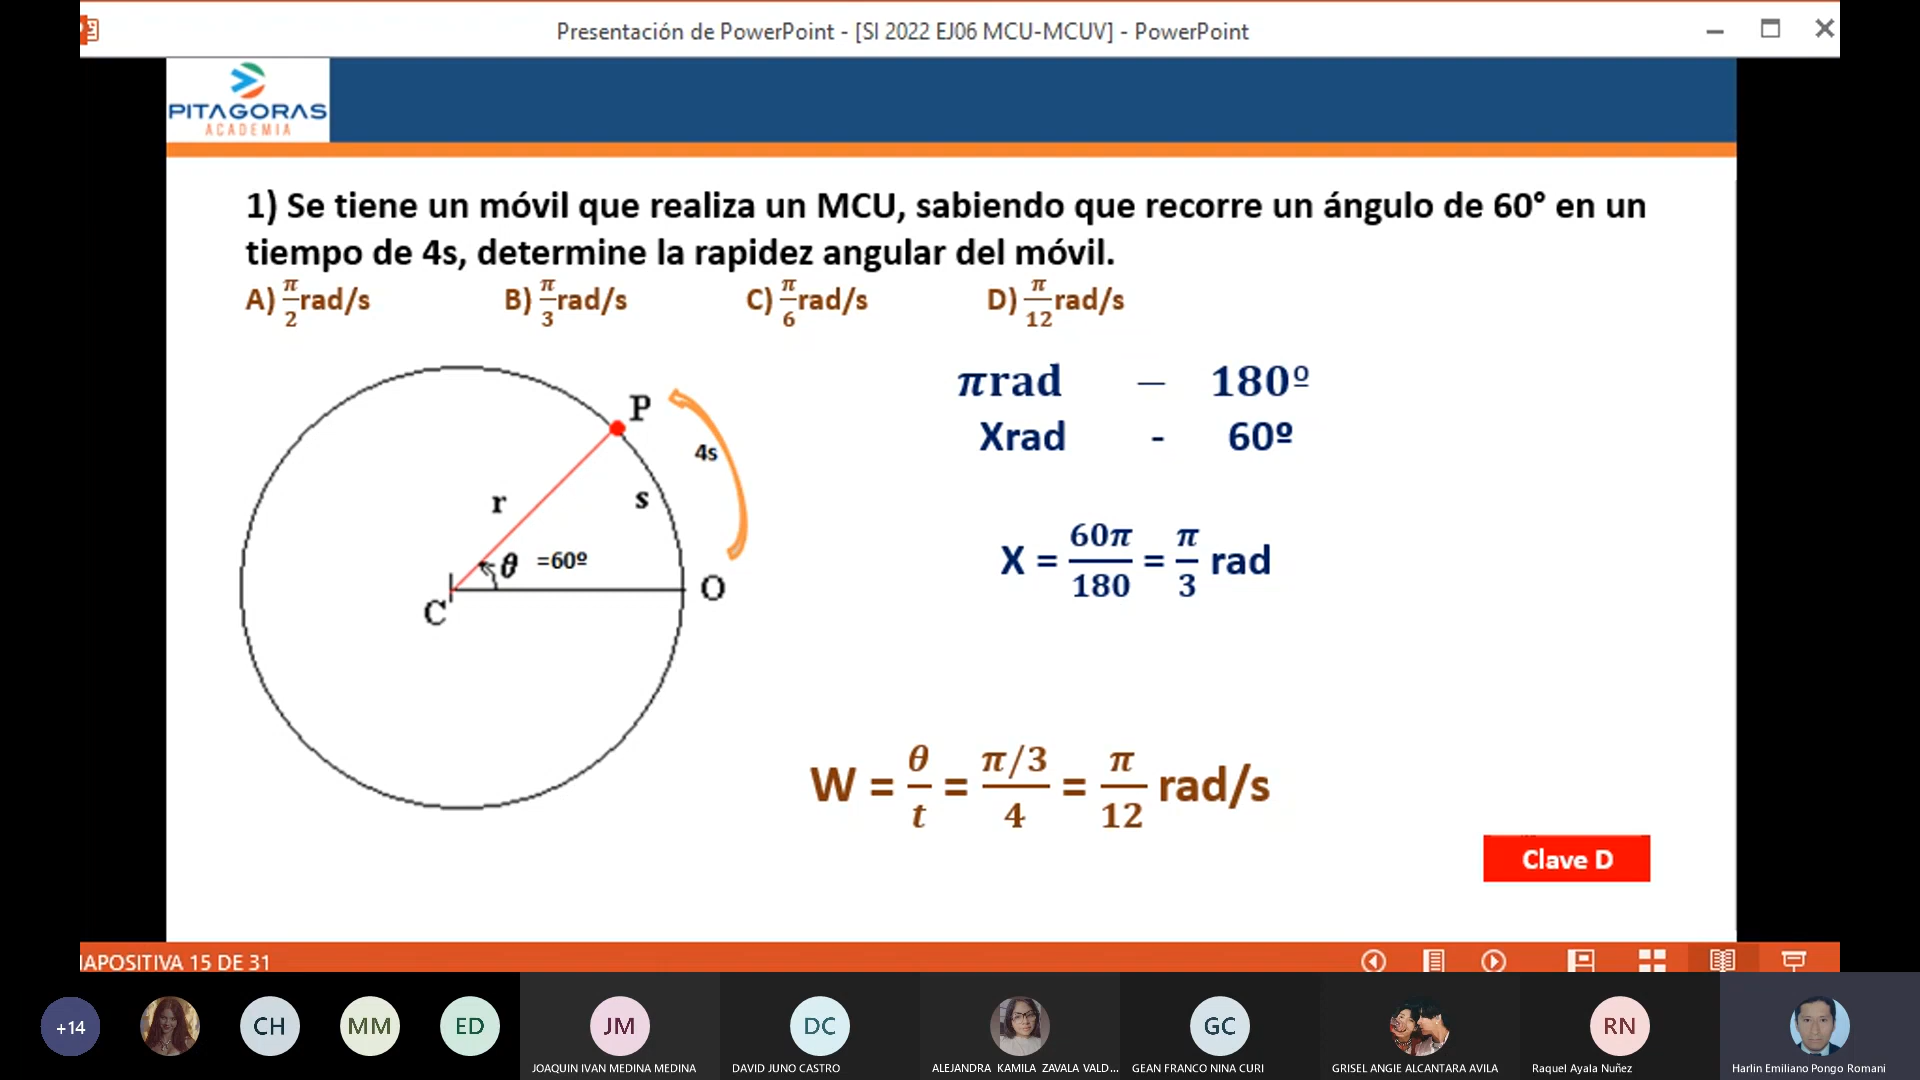 Presentación de PowerPoint - [SI 2022 EJ06 MCU-MCUV] - PowerPoint
PITAGORAS
ACADEMIA
1) Se tiene un móvil que realiza un MCU, sabiendo que recorre un ángulo de 60° en un
tiempo de 4s, determine la rapidez angular del móvil.
A) π/2 rad/s B) π/3 rad/s C) π/6 rad/s D) π/12 rad/s
P
4s
r
s
θ =60º
C
O
πrad – 180º
Xrad - 60º
X = 60π/180 = π/3 rad
W = θ/t = π/3/4 = π/12 rad/s
Clave D
IAPOSITIVA 15 DE 31
+14 CH MM ED JM DC GC RN
JOAQUIN IVAN MEDINA MEDINA DAVID JUNO CASTRO ALEJANDRA KAMILA ZAVALA VALD... GEAN FRANCO NINA CURI GRISEL ANGIE ALCANTARA AVILA Raquel Ayala Nuñez Harlin Emiliano Pongo Romani